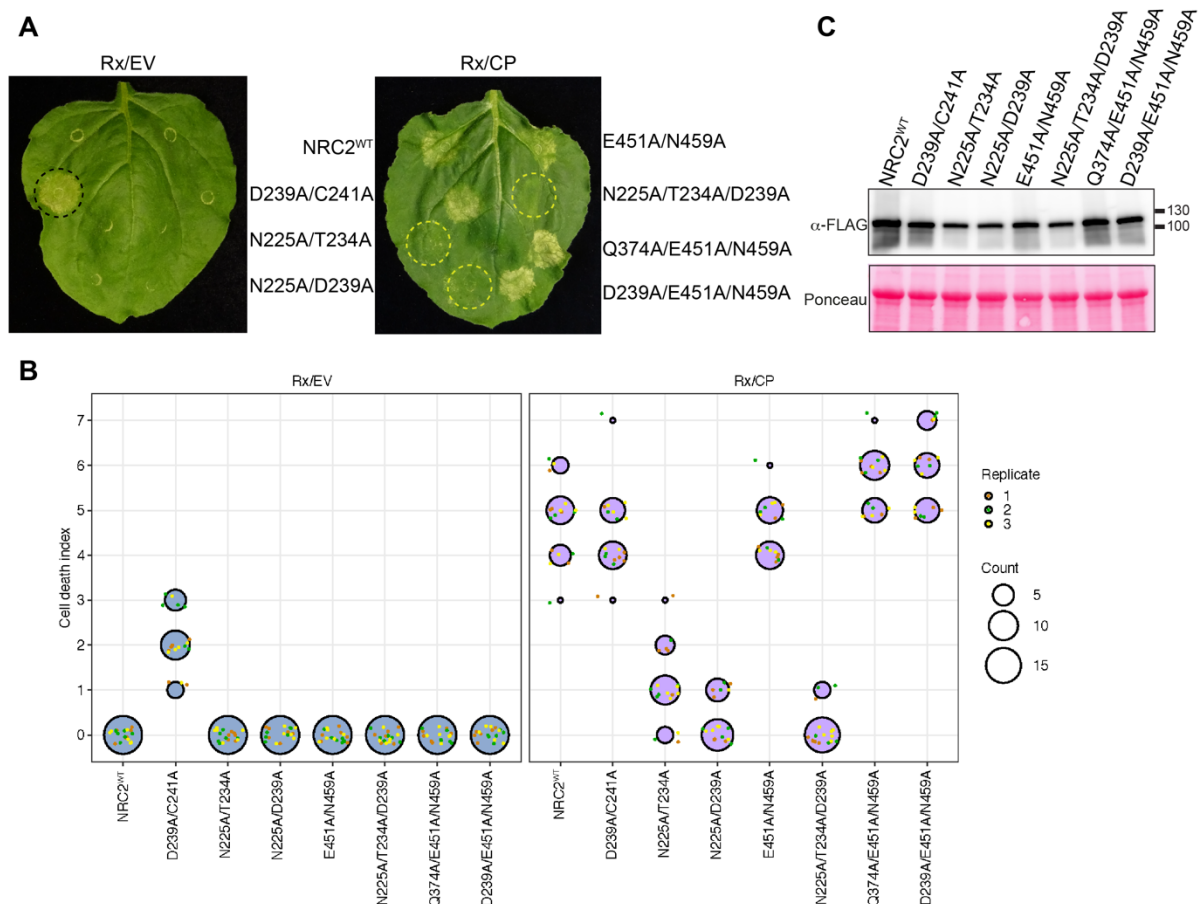 A
Rx/EV
Rx/CP
NRC2ᵂᵀ
D239A/C241A
N225A/T234A
N225A/D239A
E451A/N459A
N225A/T234A/D239A
Q374A/E451A/N459A
D239A/E451A/N459A
C
NRC2ᵂᵀ
D239A/C241A
N225A/T234A
N225A/D239A
E451A/N459A
N225A/T234A/D239A
Q374A/E451A/N459A
D239A/E451A/N459A
α-FLAG
130
100
Ponceau
B
Rx/EV
Rx/CP
Cell death index
7
6
5
4
3
2
1
0
NRC2ᵂᵀ
D239A/C241A
N225A/T234A
N225A/D239A
E451A/N459A
N225A/T234A/D239A
Q374A/E451A/N459A
D239A/E451A/N459A
NRC2ᵂᵀ
D239A/C241A
N225A/T234A
N225A/D239A
E451A/N459A
N225A/T234A/D239A
Q374A/E451A/N459A
D239A/E451A/N459A
Replicate
1
2
3
Count
5
10
15